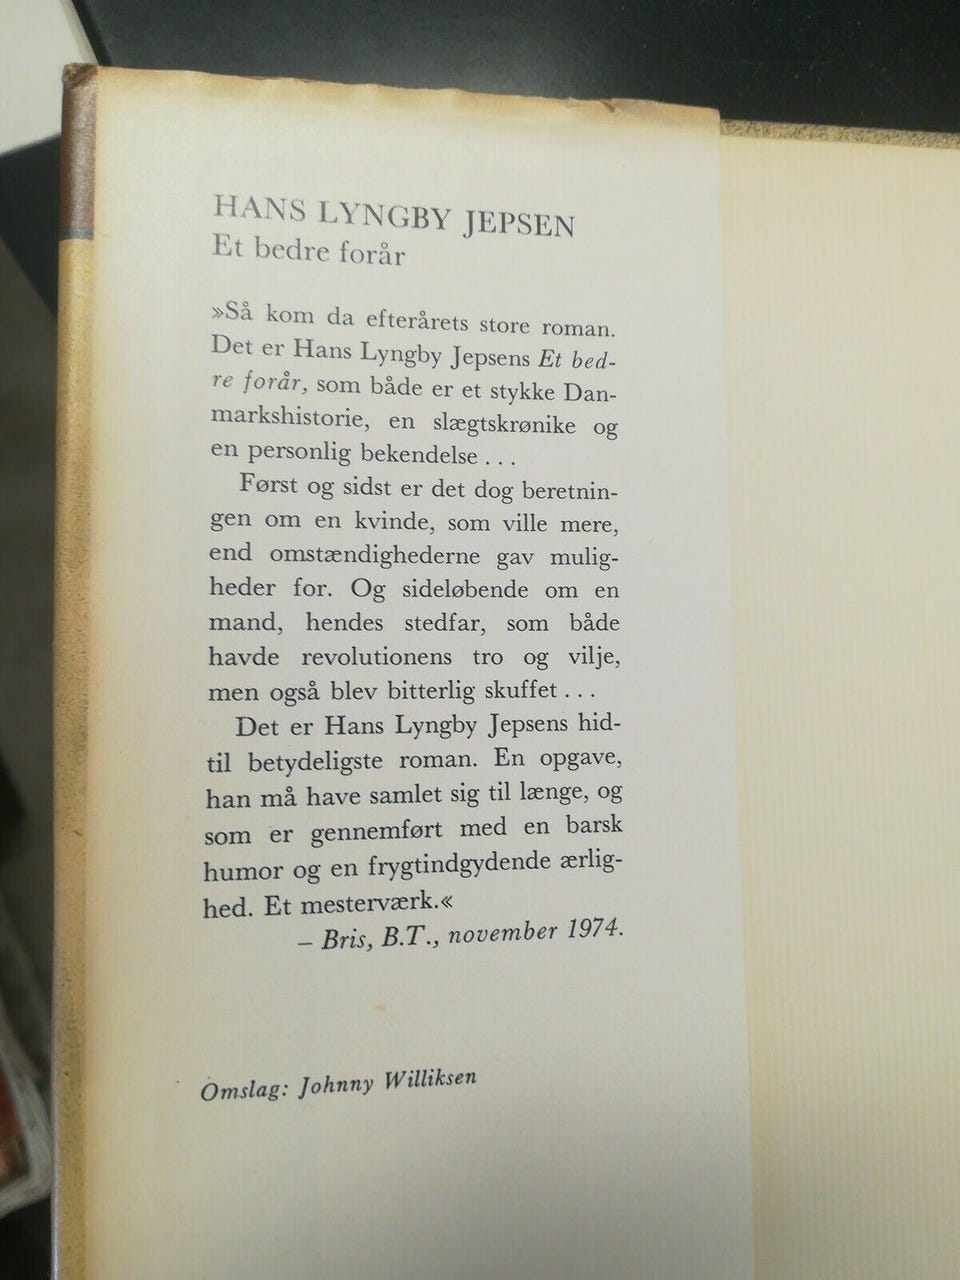 HANS LYNGBY JEPSEN
Et bedre forår
»Så kom da efterårets store roman.
Det er Hans Lyngby Jepsens Et bed-
re forår, som både er et stykke Dan-
markshistorie, en slægtskrønike og
en personlig bekendelse . . .
Først og sidst er det dog beretnin-
gen om en kvinde, som ville mere,
end omstændighederne gav mulig-
heder for. Og sideløbende om en
mand, hendes stedfar, som både
havde revolutionens tro og vilje,
men også blev bitterlig skuffet . . .
Det er Hans Lyngby Jepsens hid-
til betydeligste roman. En opgave,
han må have samlet sig til længe, og
som er gennemført med en barsk
humor og en frygtindgydende ærlig-
hed. Et mesterværk.«
– Bris, B.T., november 1974.
Omslag: Johnny Williksen